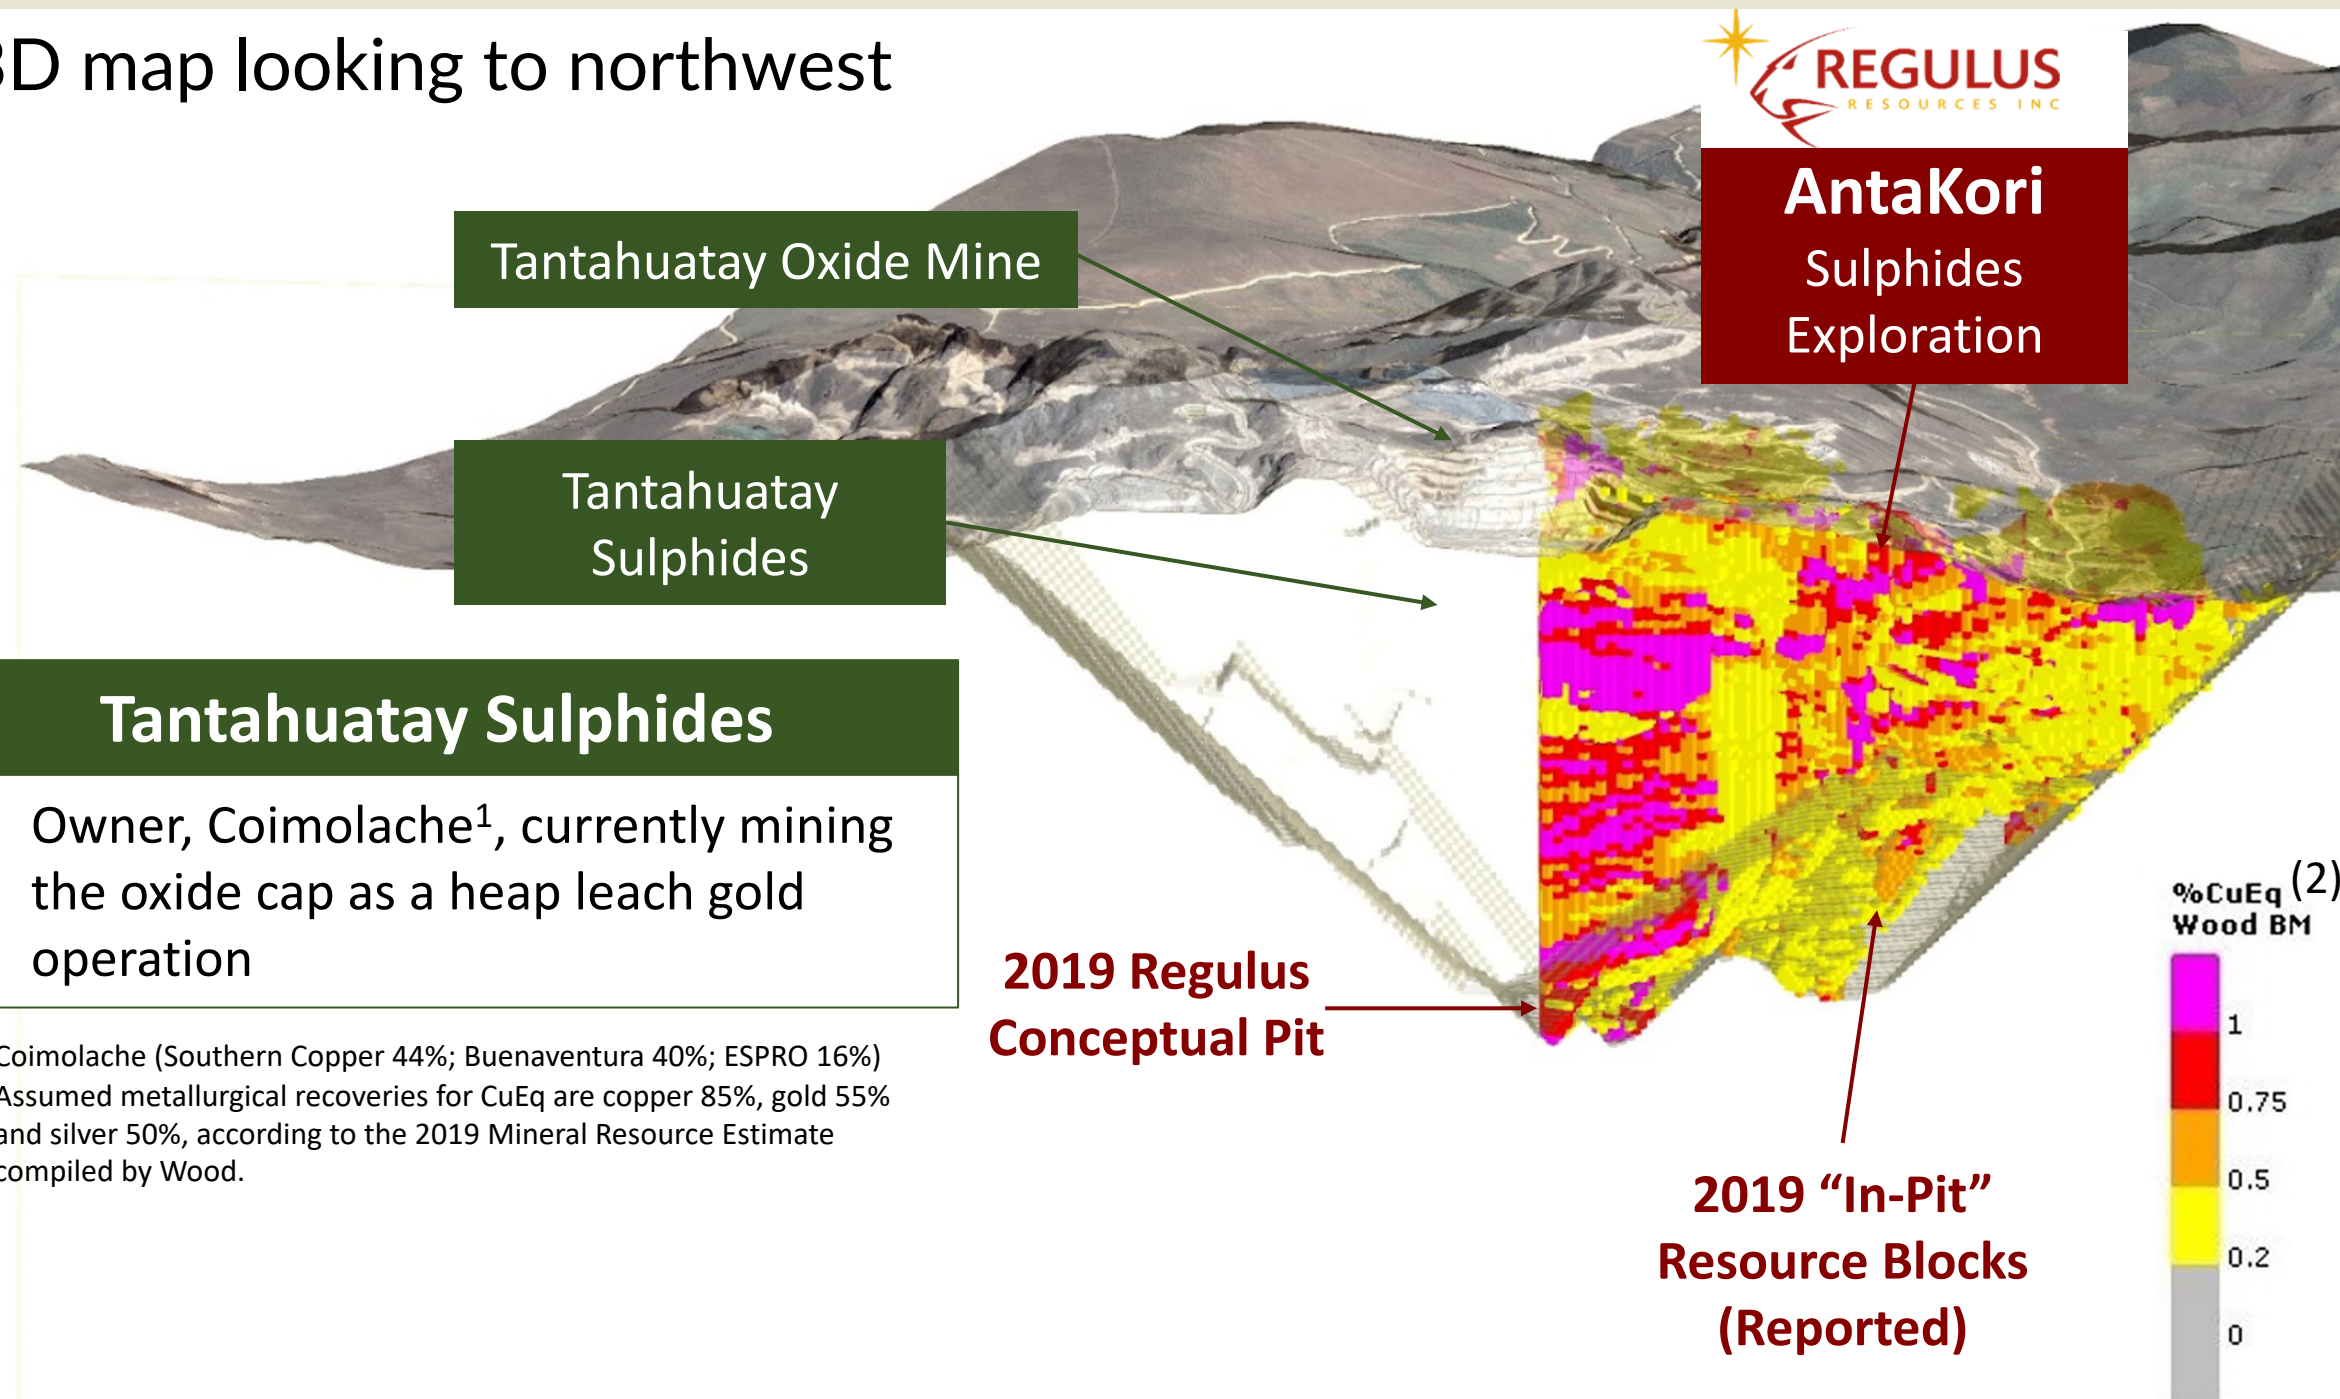 3D map looking to northwest
REGULUS
RESOURCES INC
AntaKori
Sulphides
Exploration
Tantahuatay Oxide Mine
Tantahuatay
Sulphides
Tantahuatay Sulphides
Owner, Coimolache¹, currently mining
the oxide cap as a heap leach gold
operation
Coimolache (Southern Copper 44%; Buenaventura 40%; ESPRO 16%)
Assumed metallurgical recoveries for CuEq are copper 85%, gold 55%
and silver 50%, according to the 2019 Mineral Resource Estimate
compiled by Wood.
2019 Regulus
Conceptual Pit
2019 “In-Pit”
Resource Blocks
(Reported)
%CuEq (2)
Wood BM
1
0.75
0.5
0.2
0